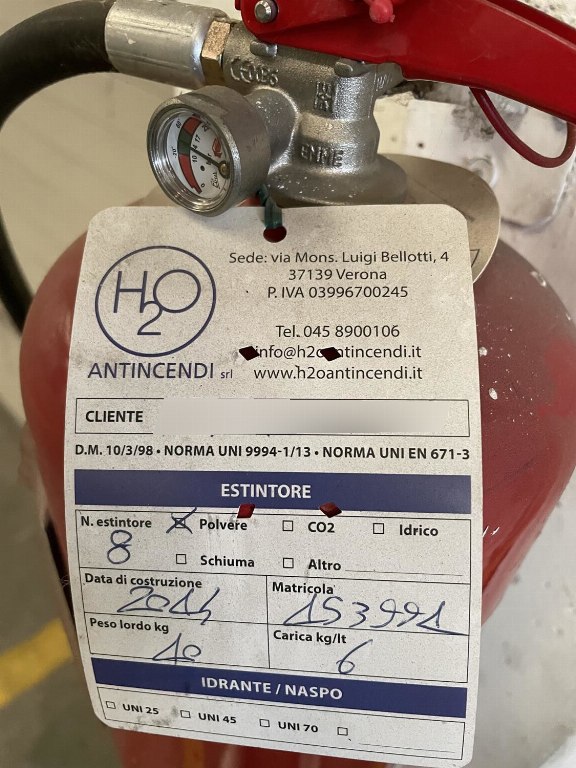 EMME
H2O
ANTINCENDI srl
Sede: via Mons. Luigi Bellotti, 4
37139 Verona
P. IVA 03996700245
Tel. 045 8900106
info@h2oantincendi.it
www.h2oantincendi.it
CLIENTE
D.M. 10/3/98 • NORMA UNI 9994-1/13 • NORMA UNI EN 671-3
ESTINTORE
N. estintore 8
Polvere CO2 Idrico
Schiuma Altro
Data di costruzione 2014
Matricola 153991
Peso lordo kg 10
Carica kg/lt 6
IDRANTE / NASPO
UNI 25 UNI 45 UNI 70